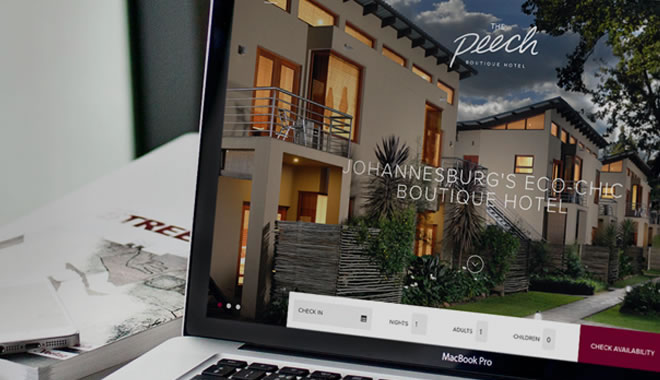 THE
Peech
BOUTIQUE HOTEL
JOHANNESBURG'S ECO-CHIC
BOUTIQUE HOTEL
CHECK IN
NIGHTS 1
ADULTS 1
CHILDREN 0
CHECK AVAILABILITY
MacBook Pro